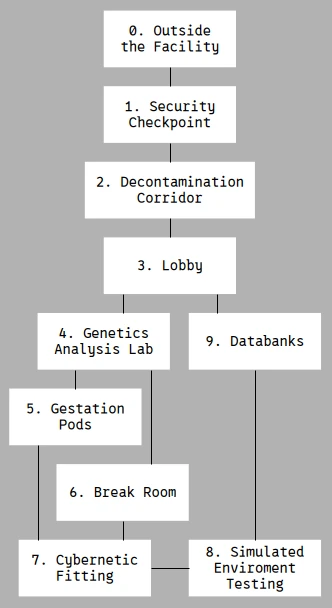 0. Outside
the Facility
1. Security
Checkpoint
2. Decontamination
Corridor
3. Lobby
4. Genetics
Analysis Lab
9. Databanks
5. Gestation
Pods
6. Break Room
7. Cybernetic
Fitting
8. Simulated
Enviroment
Testing